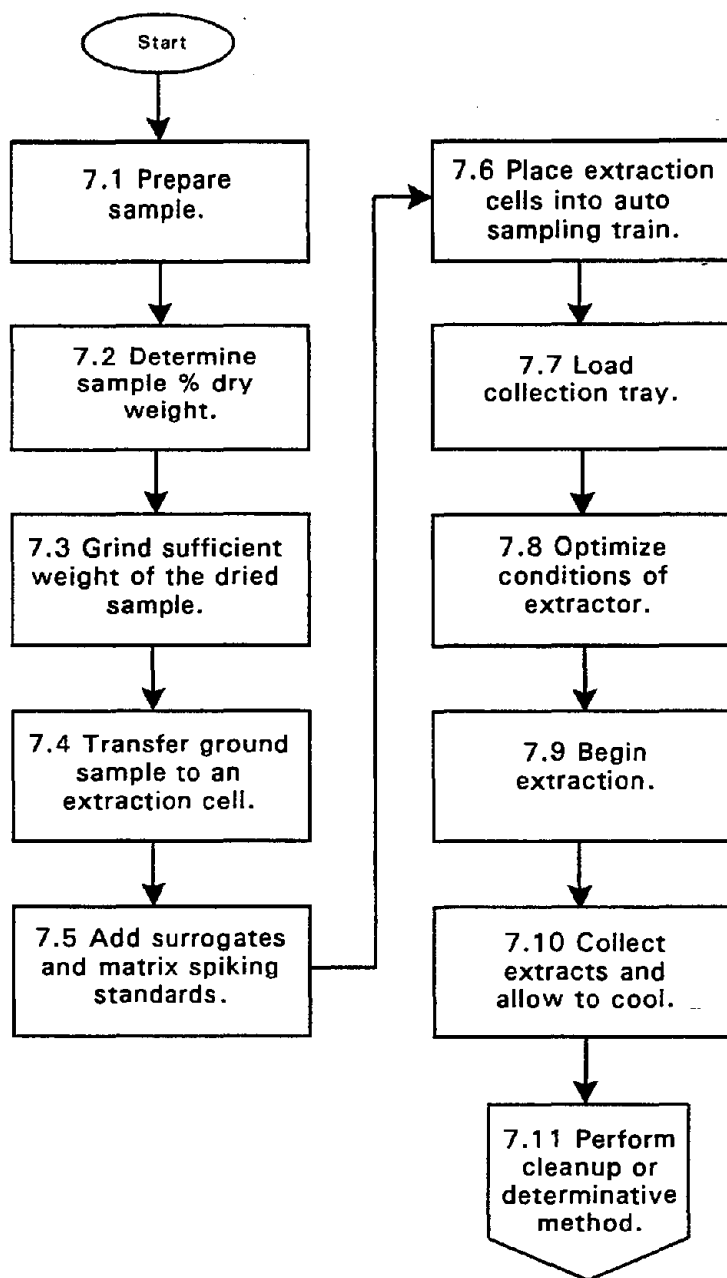 Start
7.1 Prepare
sample.
7.2 Determine
sample % dry
weight.
7.3 Grind sufficient
weight of the dried
sample.
7.4 Transfer ground
sample to an
extraction cell.
7.5 Add surrogates
and matrix spiking
standards.
7.6 Place extraction
cells into auto
sampling train.
7.7 Load
collection tray.
7.8 Optimize
conditions of
extractor.
7.9 Begin
extraction.
7.10 Collect
extracts and
allow to cool.
7.11 Perform
cleanup or
determinative
method.